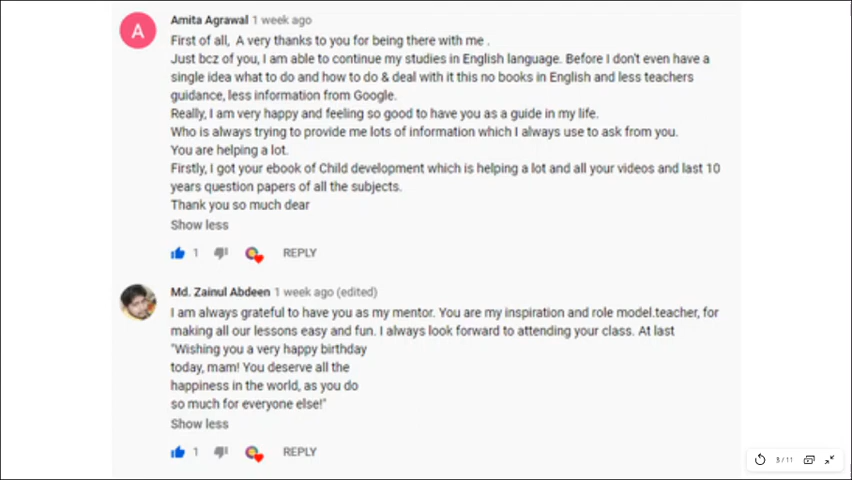 A
Amita Agrawal 1 week ago
First of all, A very thanks to you for being there with me .
Just bcz of you, I am able to continue my studies in English language. Before I don't even have a
single idea what to do and how to do & deal with it this no books in English and less teachers
guidance, less information from Google.
Really, I am very happy and feeling so good to have you as a guide in my life.
Who is always trying to provide me lots of information which I always use to ask from you.
You are helping a lot.
Firstly, I got your ebook of Child development which is helping a lot and all your videos and last 10
years question papers of all the subjects.
Thank you so much dear
Show less
1 REPLY
Md. Zainul Abdeen 1 week ago (edited)
I am always grateful to have you as my mentor. You are my inspiration and role model.teacher, for
making all our lessons easy and fun. I always look forward to attending your class. At last
"Wishing you a very happy birthday
today, mam! You deserve all the
happiness in the world, as you do
so much for everyone else!"
Show less
1 REPLY
3 / 11